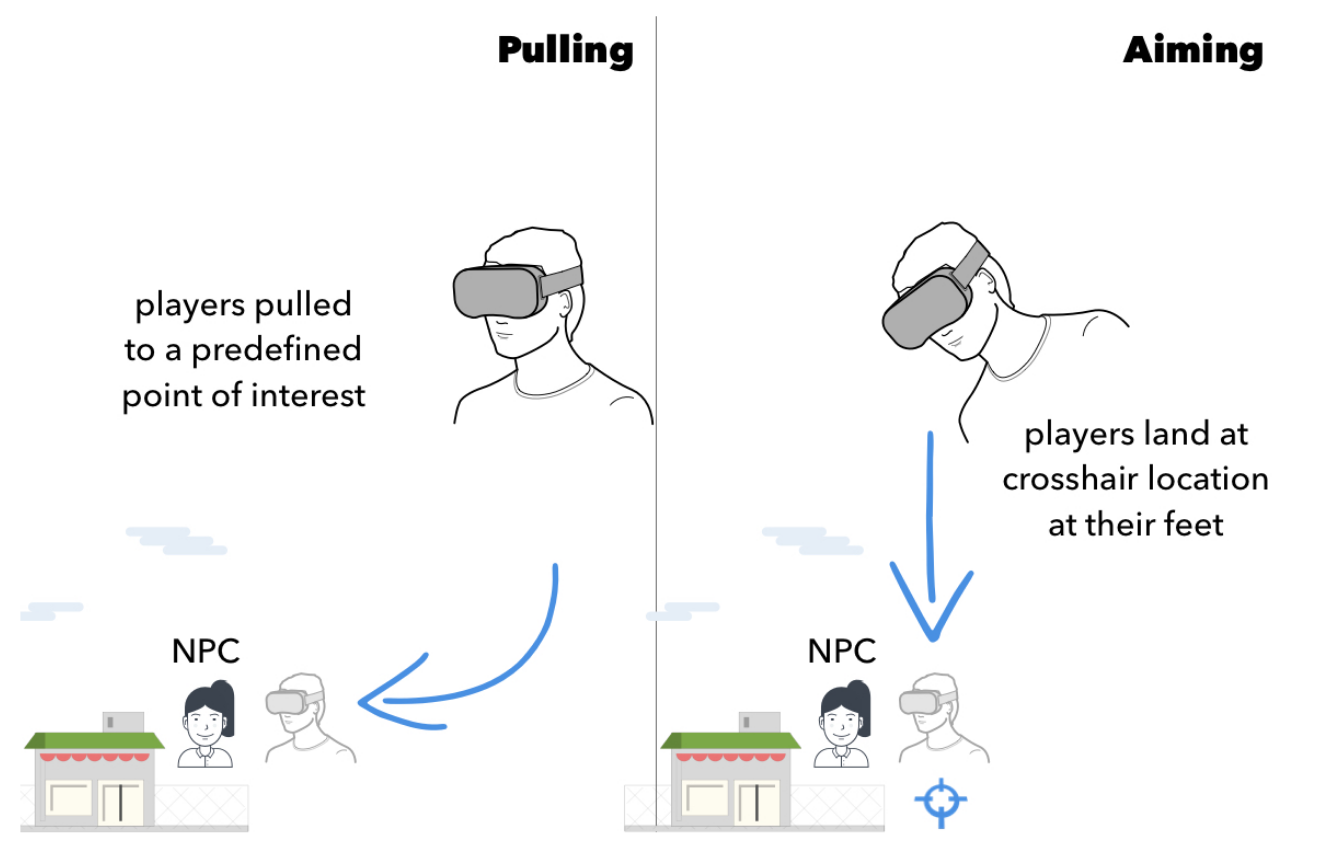 Pulling
players pulled
to a predefined
point of interest
NPC
Aiming
players land at
crosshair location
at their feet
NPC